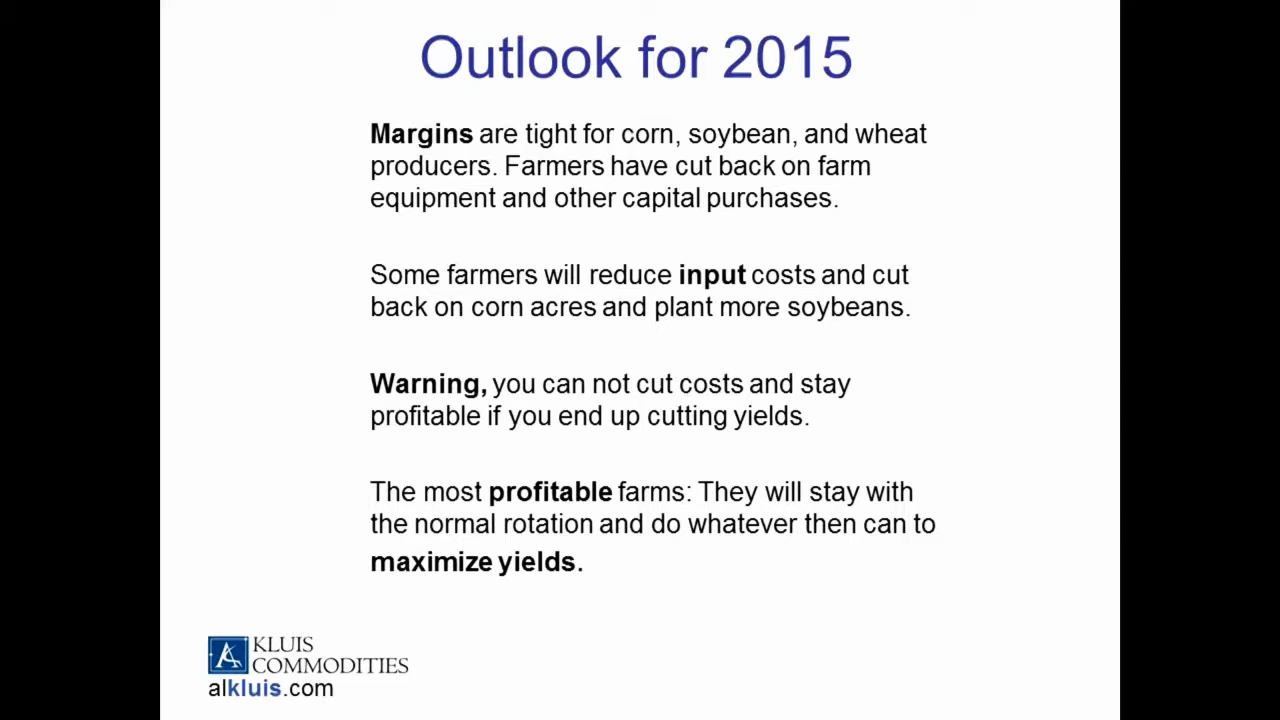 Outlook for 2015
Margins are tight for corn, soybean, and wheat
producers. Farmers have cut back on farm
equipment and other capital purchases.
Some farmers will reduce input costs and cut
back on corn acres and plant more soybeans.
Warning, you can not cut costs and stay
profitable if you end up cutting yields.
The most profitable farms: They will stay with
the normal rotation and do whatever then can to
maximize yields.
KLUIS
COMMODITIES
alkluis.com